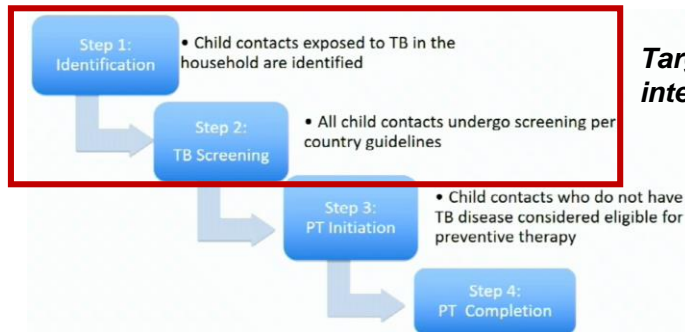 Step 1:
Identification
• Child contacts exposed to TB in the
household are identified
Step 2:
TB Screening
• All child contacts undergo screening per
country guidelines
Step 3:
PT Initiation
• Child contacts who do not have
TB disease considered eligible for
preventive therapy
Step 4:
PT Completion